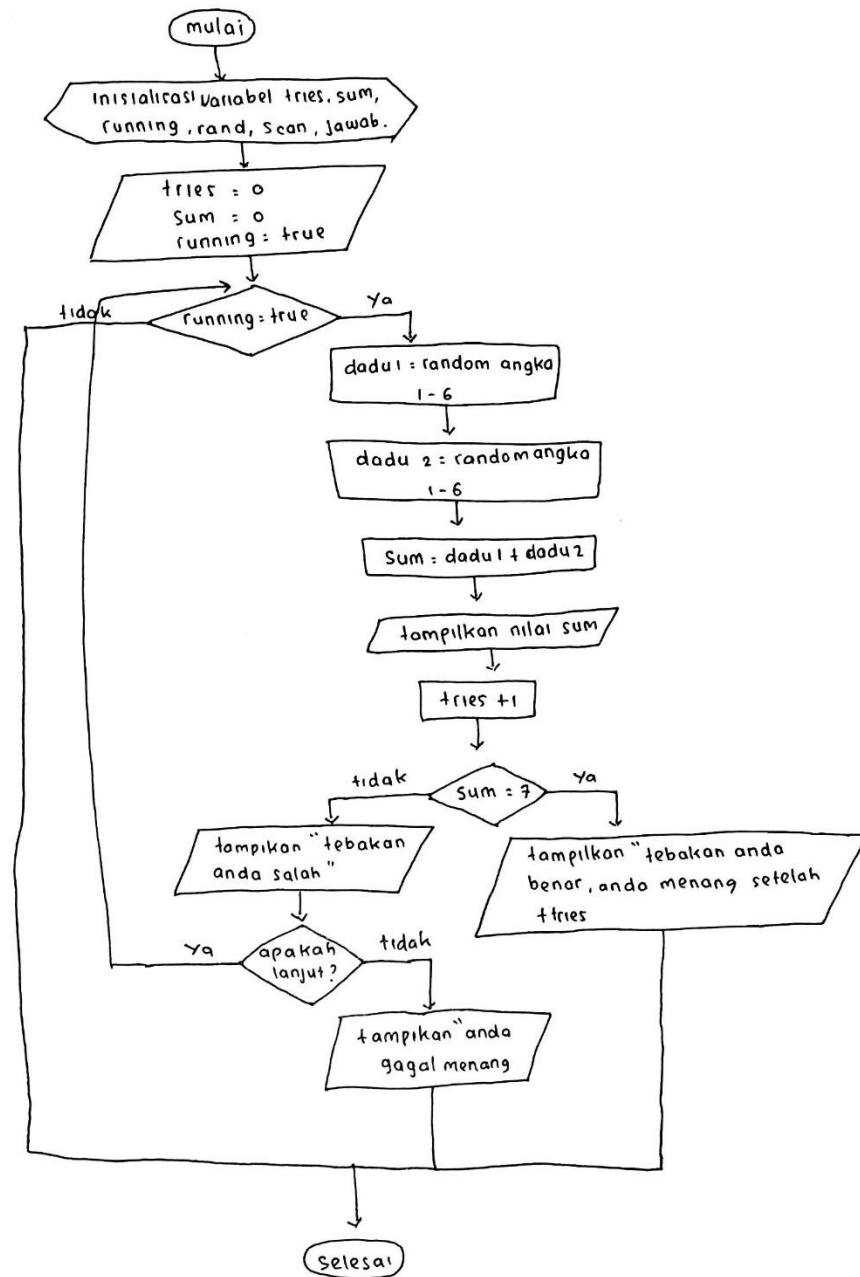 mulai
inisialisasi variabel tries, sum,
running, rand, scan, jawab.
tries = 0
sum = 0
running = true
tidak
running = true
Ya
dadu1 = random angka
1 - 6
dadu 2 = random angka
1 - 6
Sum = dadu1 + dadu2
tampilkan nilai sum
tries +1
tidak
sum = 7
Ya
tampikan "tebakan
anda salah"
tampilkan "tebakan anda
benar, anda menang setelah
+tries
Ya
apakah
lanjut?
tidak
tampikan "anda
gagal menang
Selesai